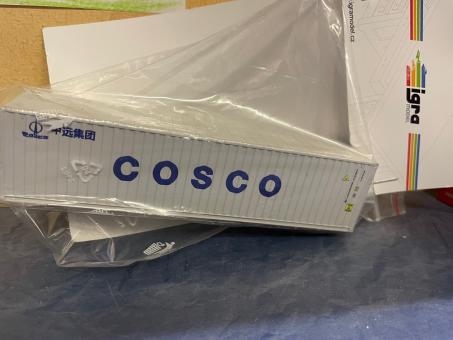 igramodel.cz
igra
中远集团
COSCO